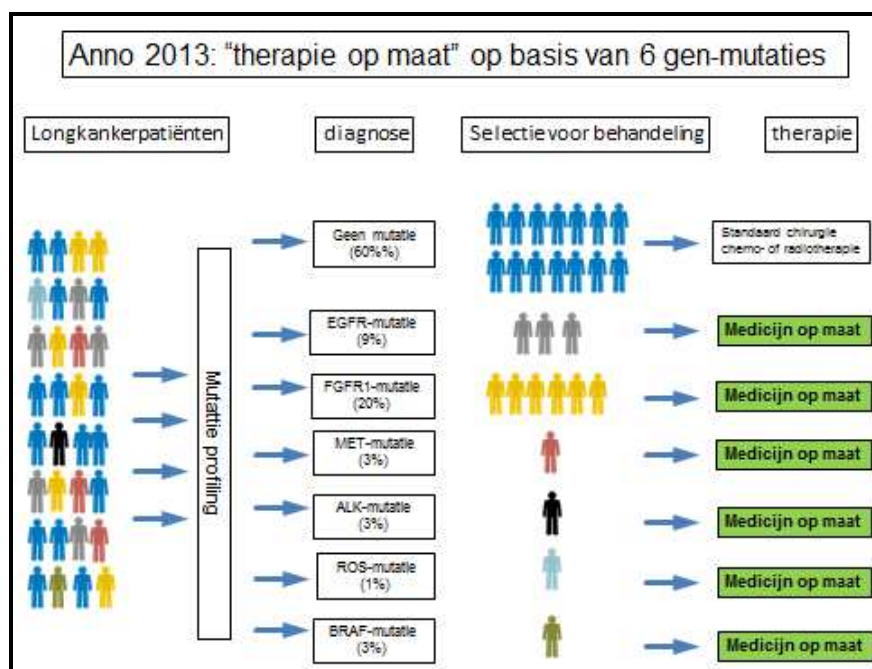 Anno 2013: “therapie op maat” op basis van 6 gen-mutaties
Longkankerpatiënten
diagnose
Selectie voor behandeling
therapie
Mutatie profiling
Geen mutatie
(60%%)
Standaard chirurgie
chemo- of radiotherapie
EGFR-mutatie
(9%)
Medicijn op maat
FGFR1-mutatie
(20%)
Medicijn op maat
MET-mutatie
(3%)
Medicijn op maat
ALK-mutatie
(3%)
Medicijn op maat
ROS-mutatie
(1%)
Medicijn op maat
BRAF-mutatie
(3%)
Medicijn op maat